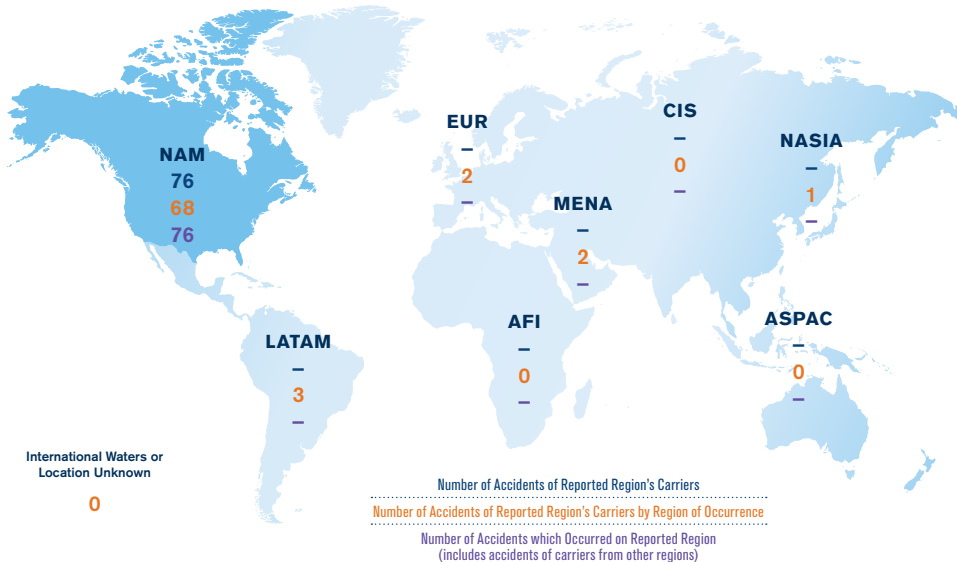 EUR
–
2
–
CIS
–
0
–
NASIA
–
1
–
NAM
76
68
76
MENA
–
2
–
AFI
–
0
–
ASPAC
–
0
–
LATAM
–
3
–
International Waters or
Location Unknown
0
Number of Accidents of Reported Region's Carriers
Number of Accidents of Reported Region's Carriers by Region of Occurrence
Number of Accidents which Occurred on Reported Region
(includes accidents of carriers from other regions)